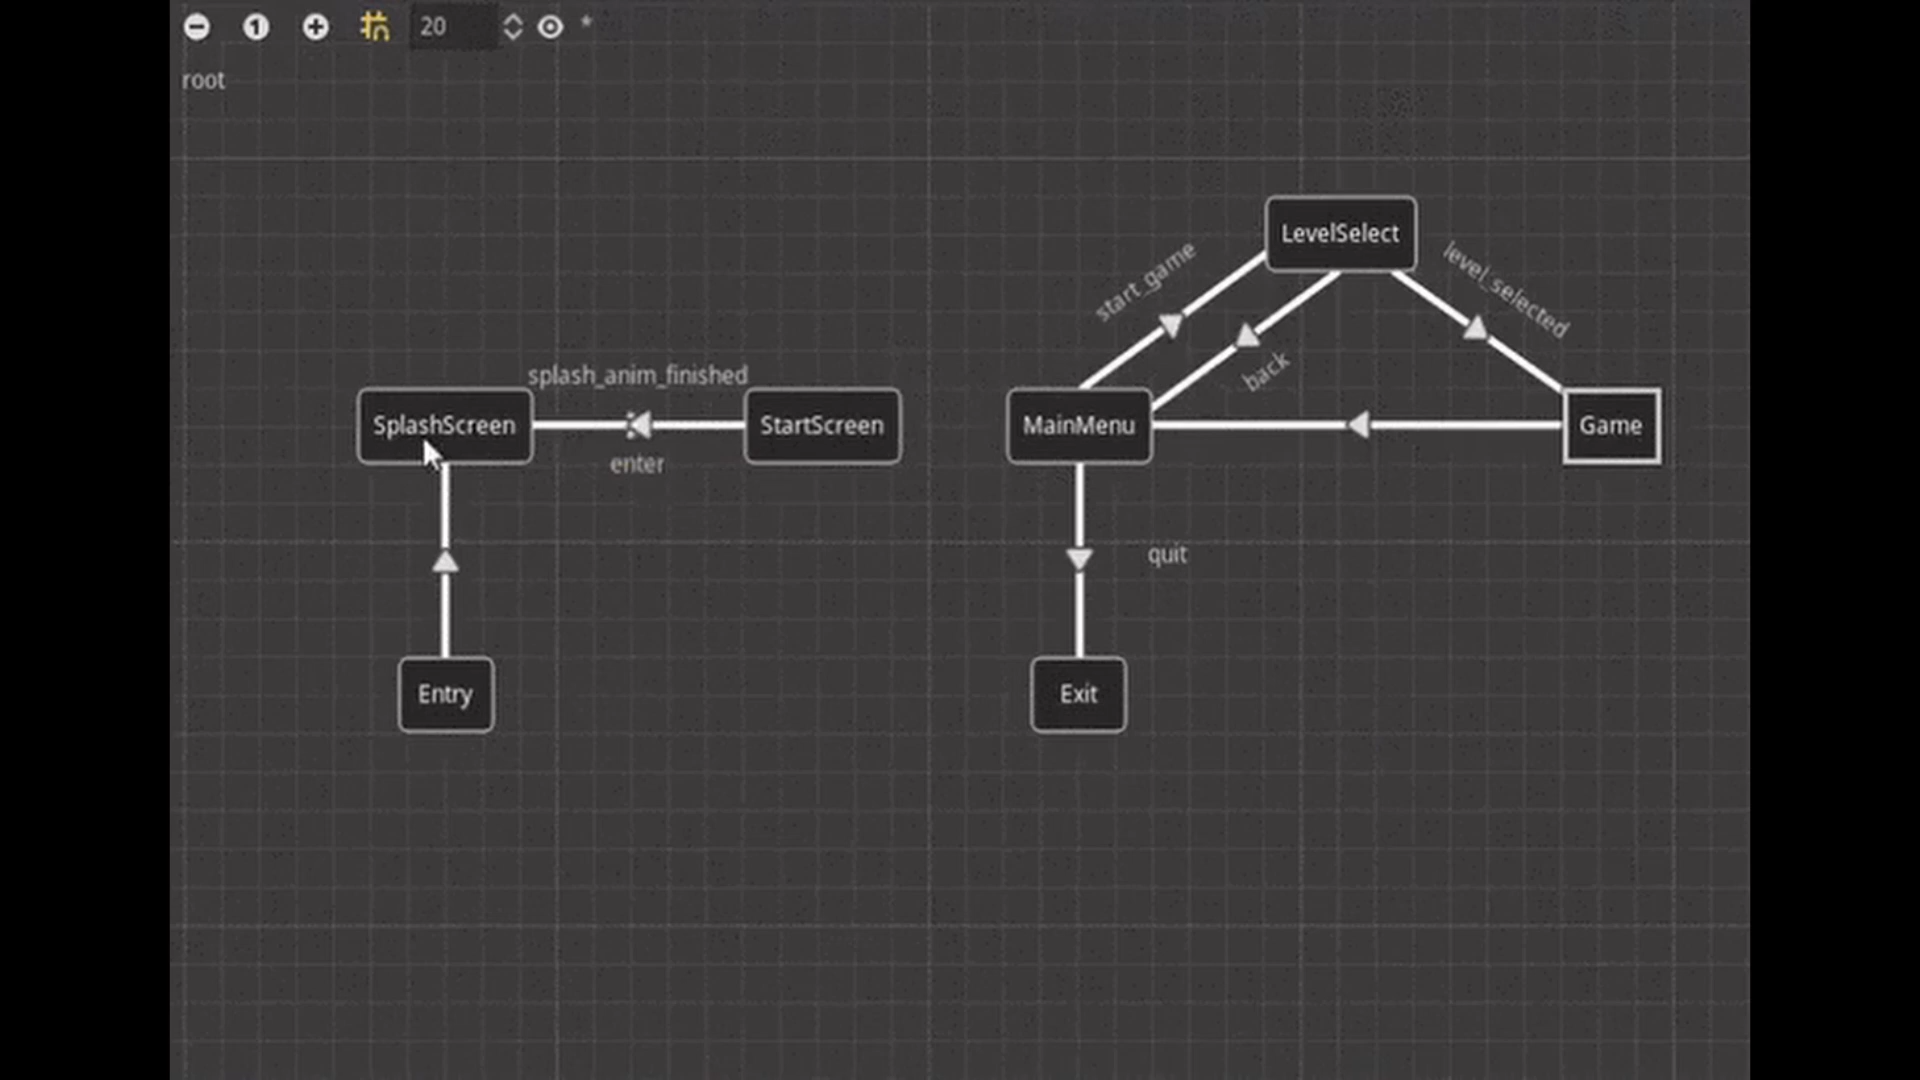 20
root
LevelSelect
start_game
level_selected
back
splash_anim_finished
SplashScreen
StartScreen
MainMenu
Game
enter
quit
Entry
Exit